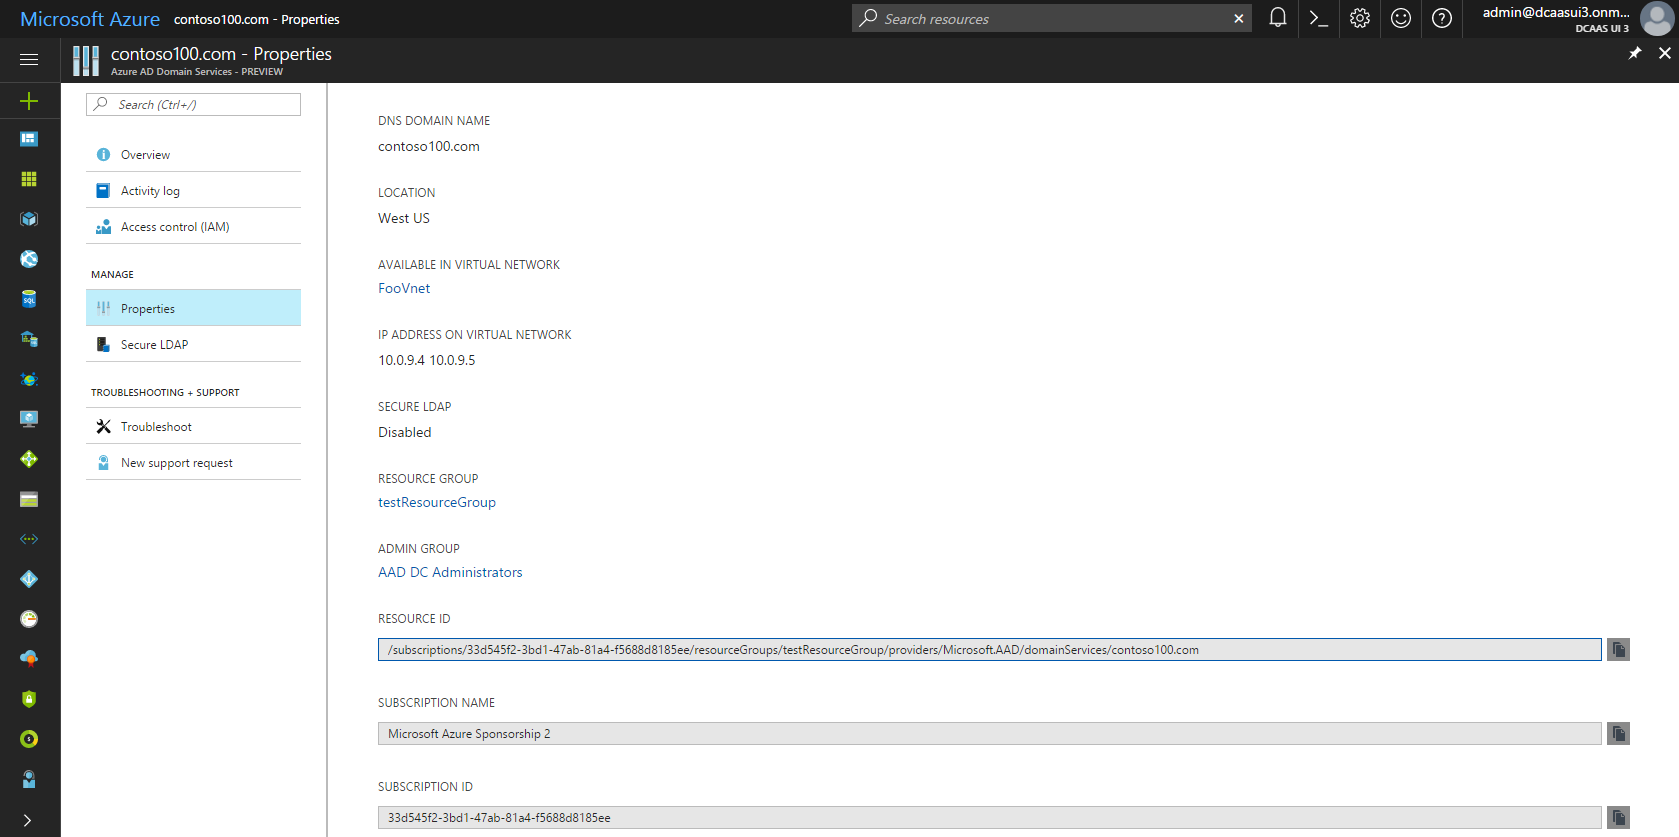 Microsoft Azure contoso100.com - Properties
Search resources
admin@dcaasui3.onm...
DCAAS UI 3
contoso100.com - Properties
Azure AD Domain Services - PREVIEW
Search (Ctrl+/)
Overview
Activity log
Access control (IAM)
MANAGE
Properties
Secure LDAP
TROUBLESHOOTING + SUPPORT
Troubleshoot
New support request
DNS DOMAIN NAME
contoso100.com
LOCATION
West US
AVAILABLE IN VIRTUAL NETWORK
FooVnet
IP ADDRESS ON VIRTUAL NETWORK
10.0.9.4 10.0.9.5
SECURE LDAP
Disabled
RESOURCE GROUP
testResourceGroup
ADMIN GROUP
AAD DC Administrators
RESOURCE ID
/subscriptions/33d545f2-3bd1-47ab-81a4-f5688d8185ee/resourceGroups/testResourceGroup/providers/Microsoft.AAD/domainServices/contoso100.com
SUBSCRIPTION NAME
Microsoft Azure Sponsorship 2
SUBSCRIPTION ID
33d545f2-3bd1-47ab-81a4-f5688d8185ee